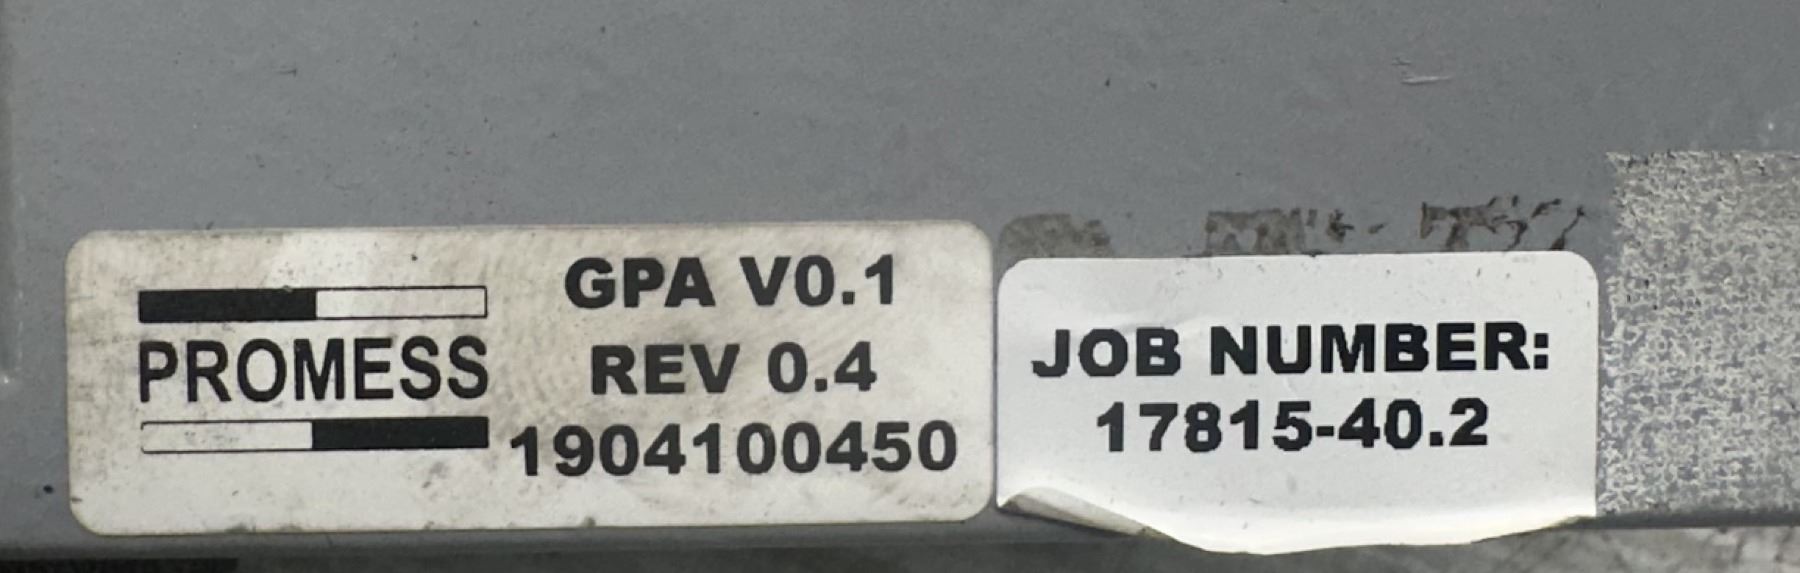 PROMESS
GPA V0.1
REV 0.4
1904100450
JOB NUMBER:
17815-40.2